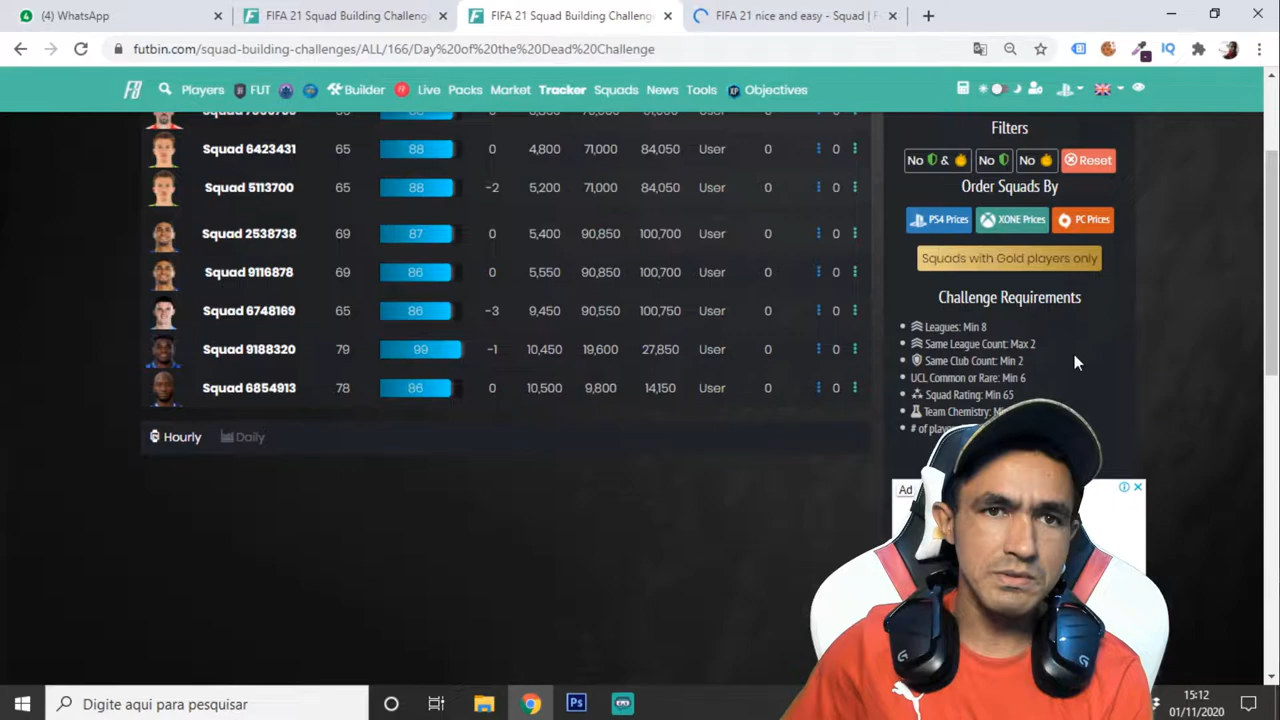 (4) WhatsApp
FIFA 21 Squad Building Challeng
FIFA 21 Squad Building Challenge
FIFA 21 nice and easy - Squad | F
futbin.com/squad-building-challenges/ALL/166/Day%20of%20the%20Dead%20Challenge
Players FUT Builder Live Packs Market Tracker Squads News Tools Objectives
Squad 6423431 65 88 0 4,800 71,000 84,050 User 0 0
Squad 5113700 65 88 -2 5,200 71,000 84,050 User 0 0
Squad 2538738 69 87 0 5,400 90,850 100,700 User 0 0
Squad 9116878 69 86 0 5,550 90,850 100,700 User 0 0
Squad 6748169 65 86 -3 9,450 90,550 100,750 User 0 0
Squad 9188320 79 99 -1 10,450 19,600 27,850 User 0 0
Squad 6854913 78 86 0 10,500 9,800 14,150 User 0 0
Hourly Daily
Filters
No & No No Reset
Order Squads By
PS4 Prices XONE Prices PC Prices
Squads with Gold players only
Challenge Requirements
Leagues: Min 8
Same League Count: Max 2
Same Club Count: Min 2
UCL Common or Rare: Min 6
Squad Rating: Min 65
Team Chemistry:
# of
Ad
Digite aqui para pesquisar
15:12
01/11/2020